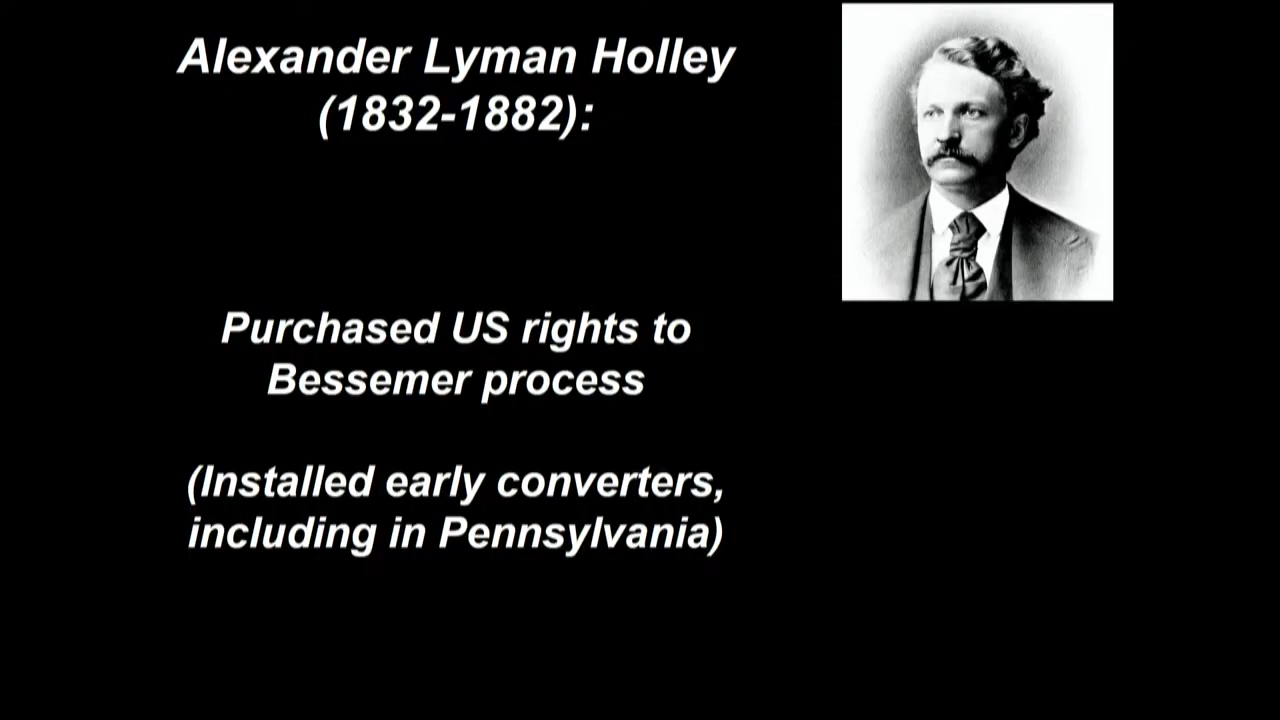 Alexander Lyman Holley
(1832-1882):
Purchased US rights to
Bessemer process
(Installed early converters,
including in Pennsylvania)